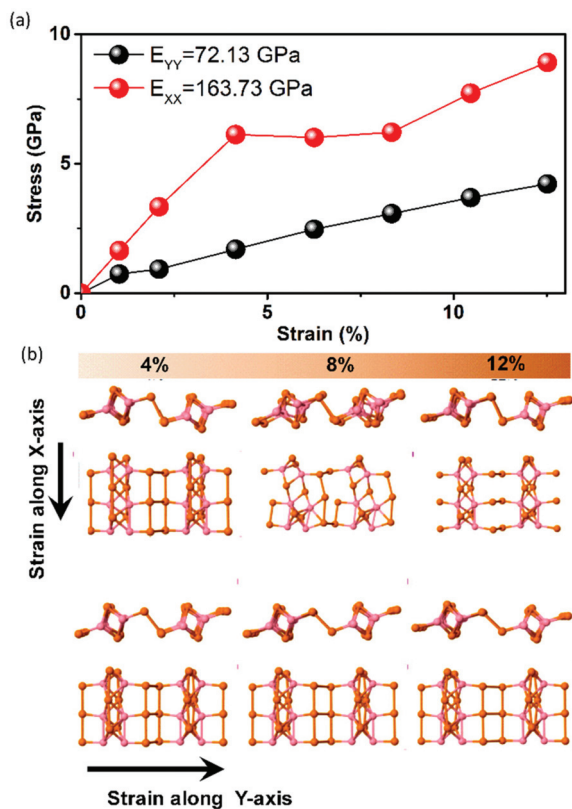 (a)
10
E_YY=72.13 GPa
E_XX=163.73 GPa
Stress (GPa)
5
0
0 5 10
Strain (%)
(b)
4% 8% 12%
Strain along X-axis
Strain along Y-axis